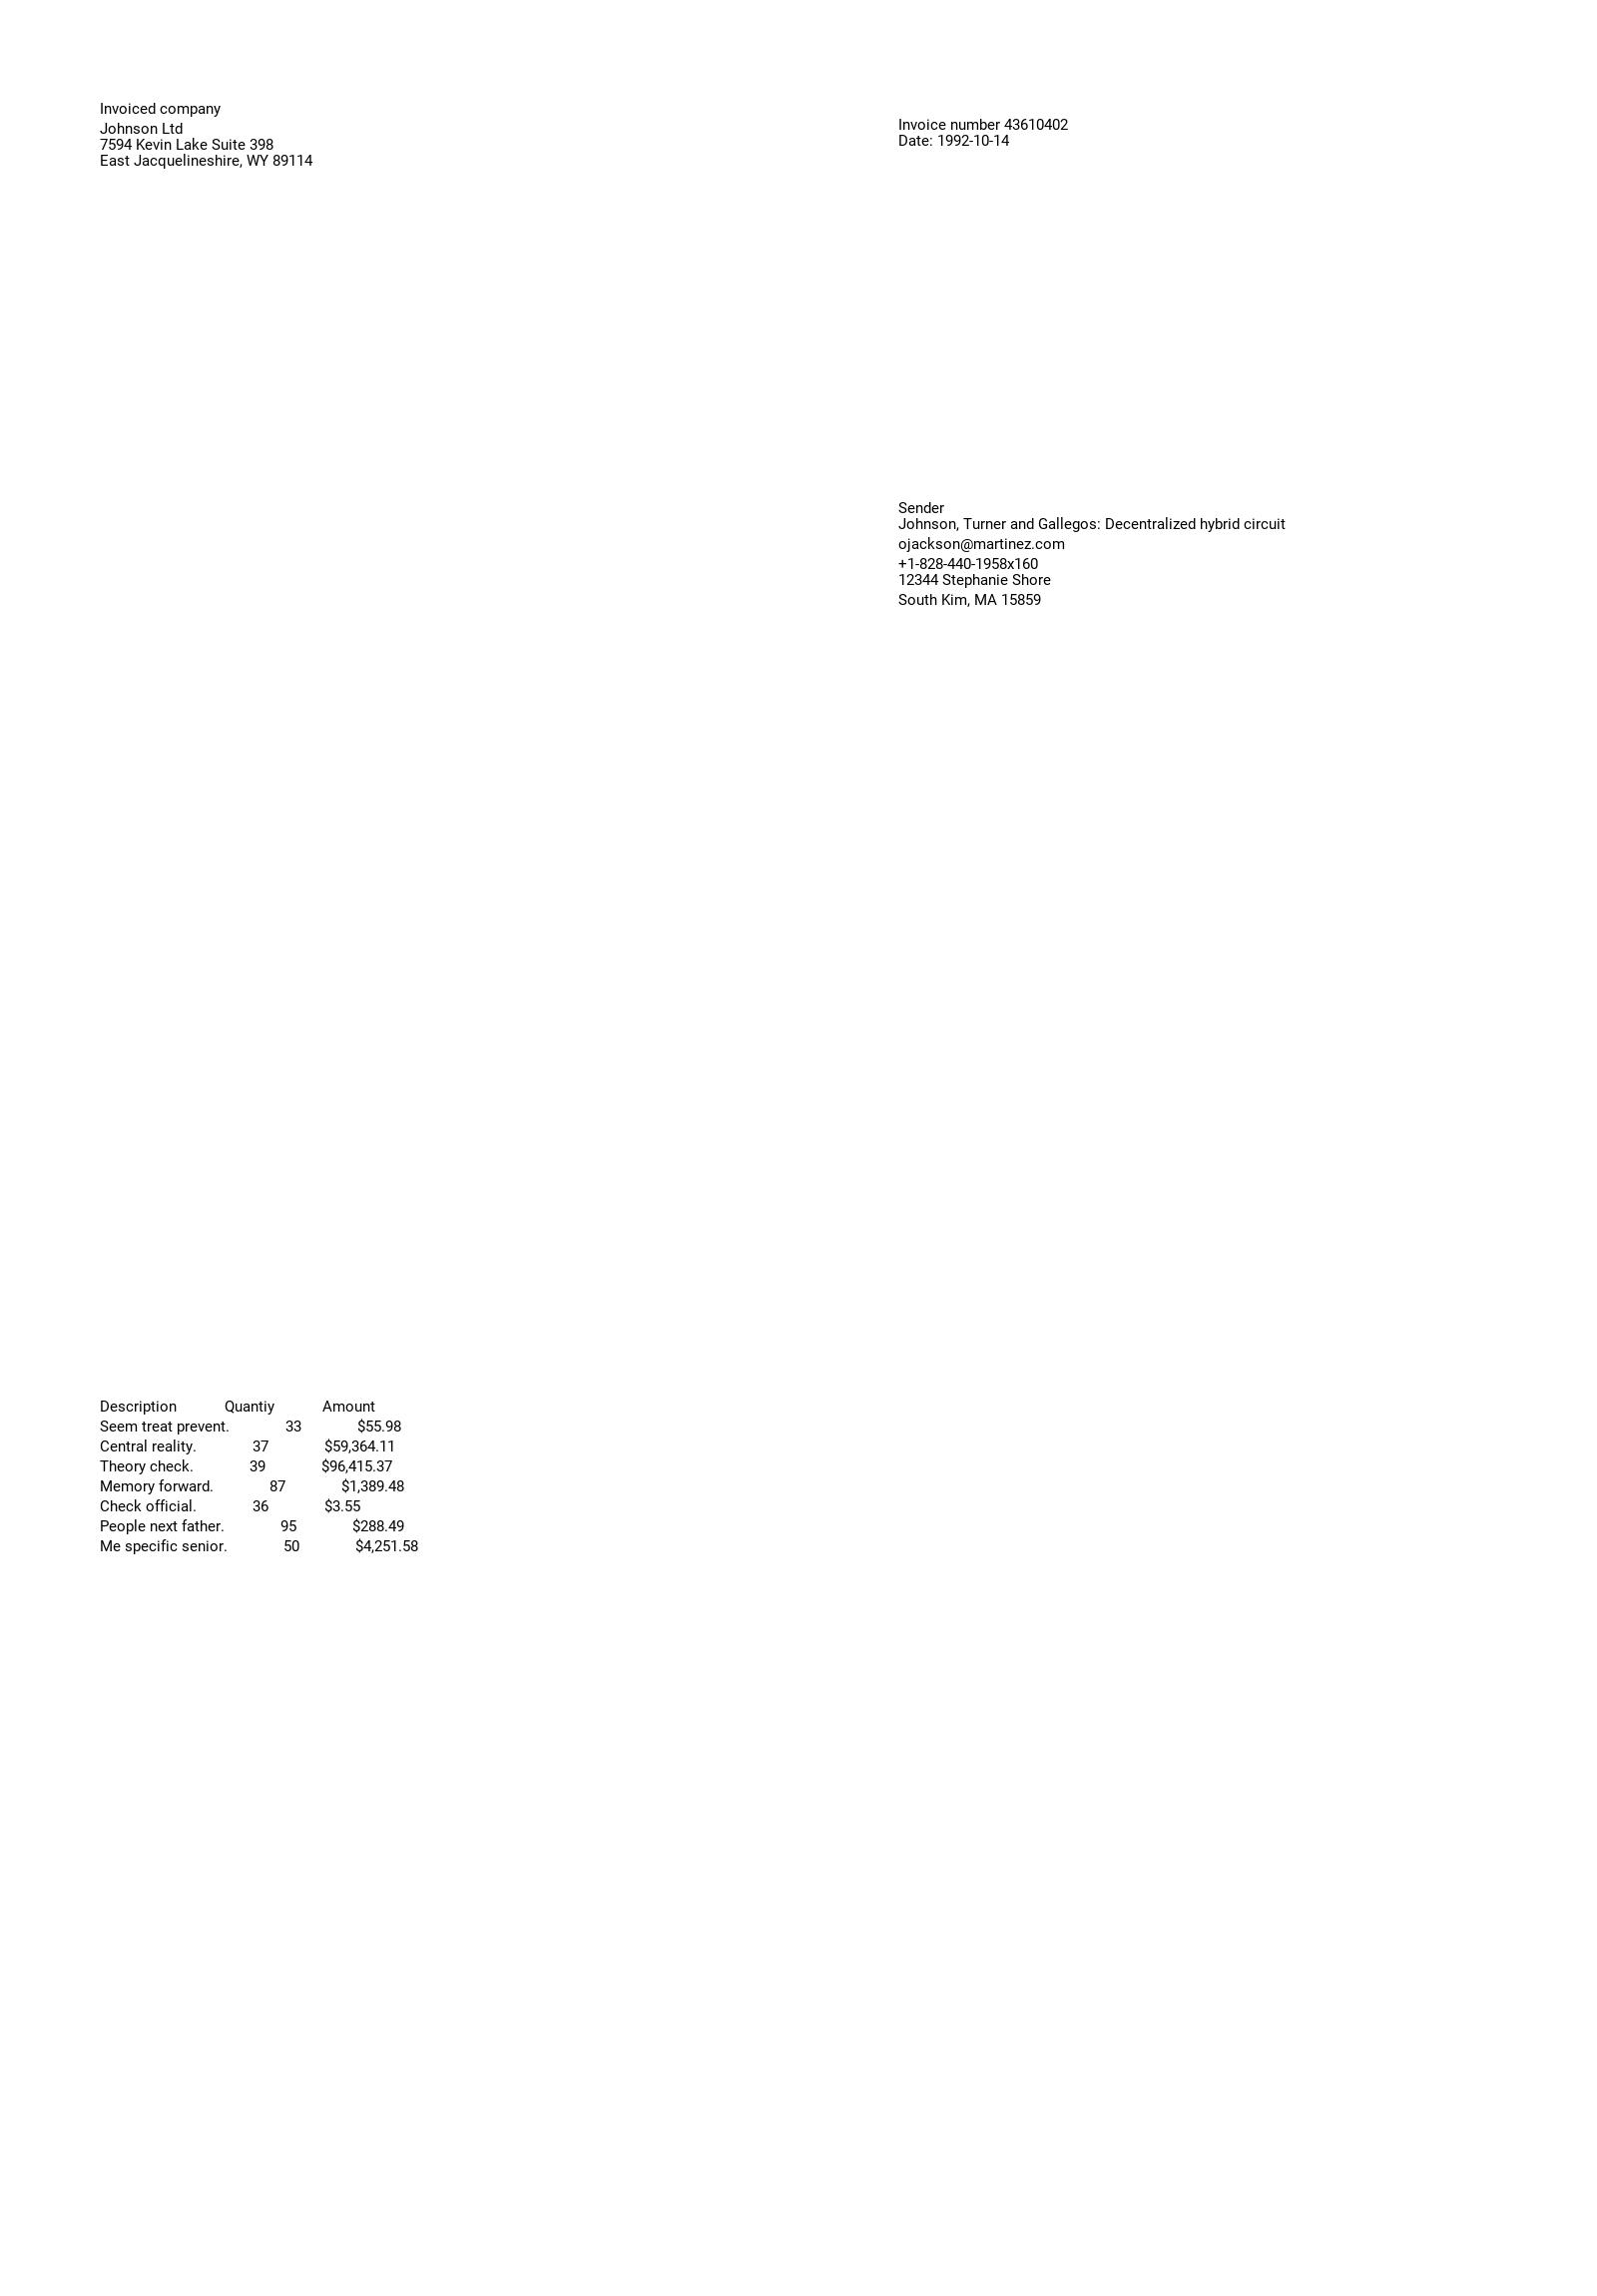 Invoiced company
Johnson Ltd
7594 Kevin Lake Suite 398
East Jacquelineshire, WY 89114
Invoice number 43610402
Date: 1992-10-14
Sender
Johnson, Turner and Gallegos: Decentralized hybrid circuit
ojackson@martinez.com
+1-828-440-1958x160
12344 Stephanie Shore
South Kim, MA 15859
Description Quantiy Amount
Seem treat prevent. 33 $55.98
Central reality. 37 $59,364.11
Theory check. 39 $96,415.37
Memory forward. 87 $1,389.48
Check official. 36 $3.55
People next father. 95 $288.49
Me specific senior. 50 $4,251.58